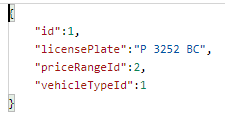 {
"id":1,
"licensePlate":"P 3252 BC",
"priceRangeId":2,
"vehicleTypeId":1
}